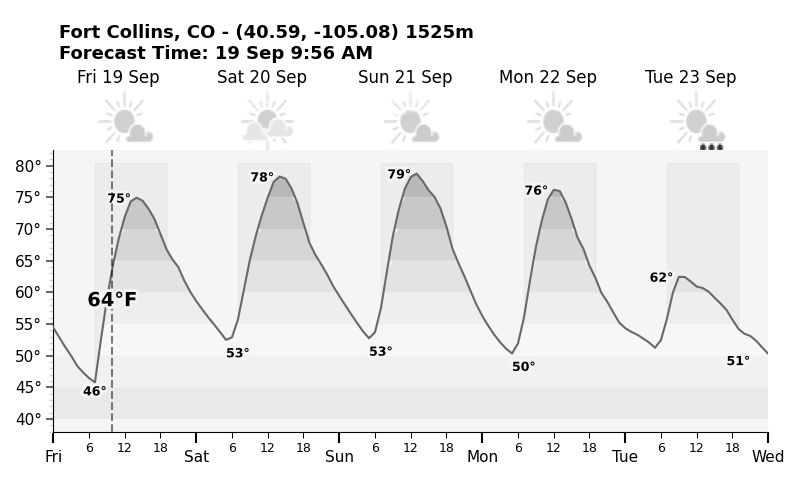 Fort Collins, CO - (40.59, -105.08) 1525m
Forecast Time: 19 Sep 9:56 AM
Fri 19 Sep Sat 20 Sep Sun 21 Sep Mon 22 Sep Tue 23 Sep
80°
75°
70°
65°
60°
55°
50°
45°
40°
75° 78° 79° 76° 62°
64°F
46° 53° 53° 50° 51°
6 12 18 6 12 18 6 12 18 6 12 18 6 12 18
Fri Sat Sun Mon Tue Wed